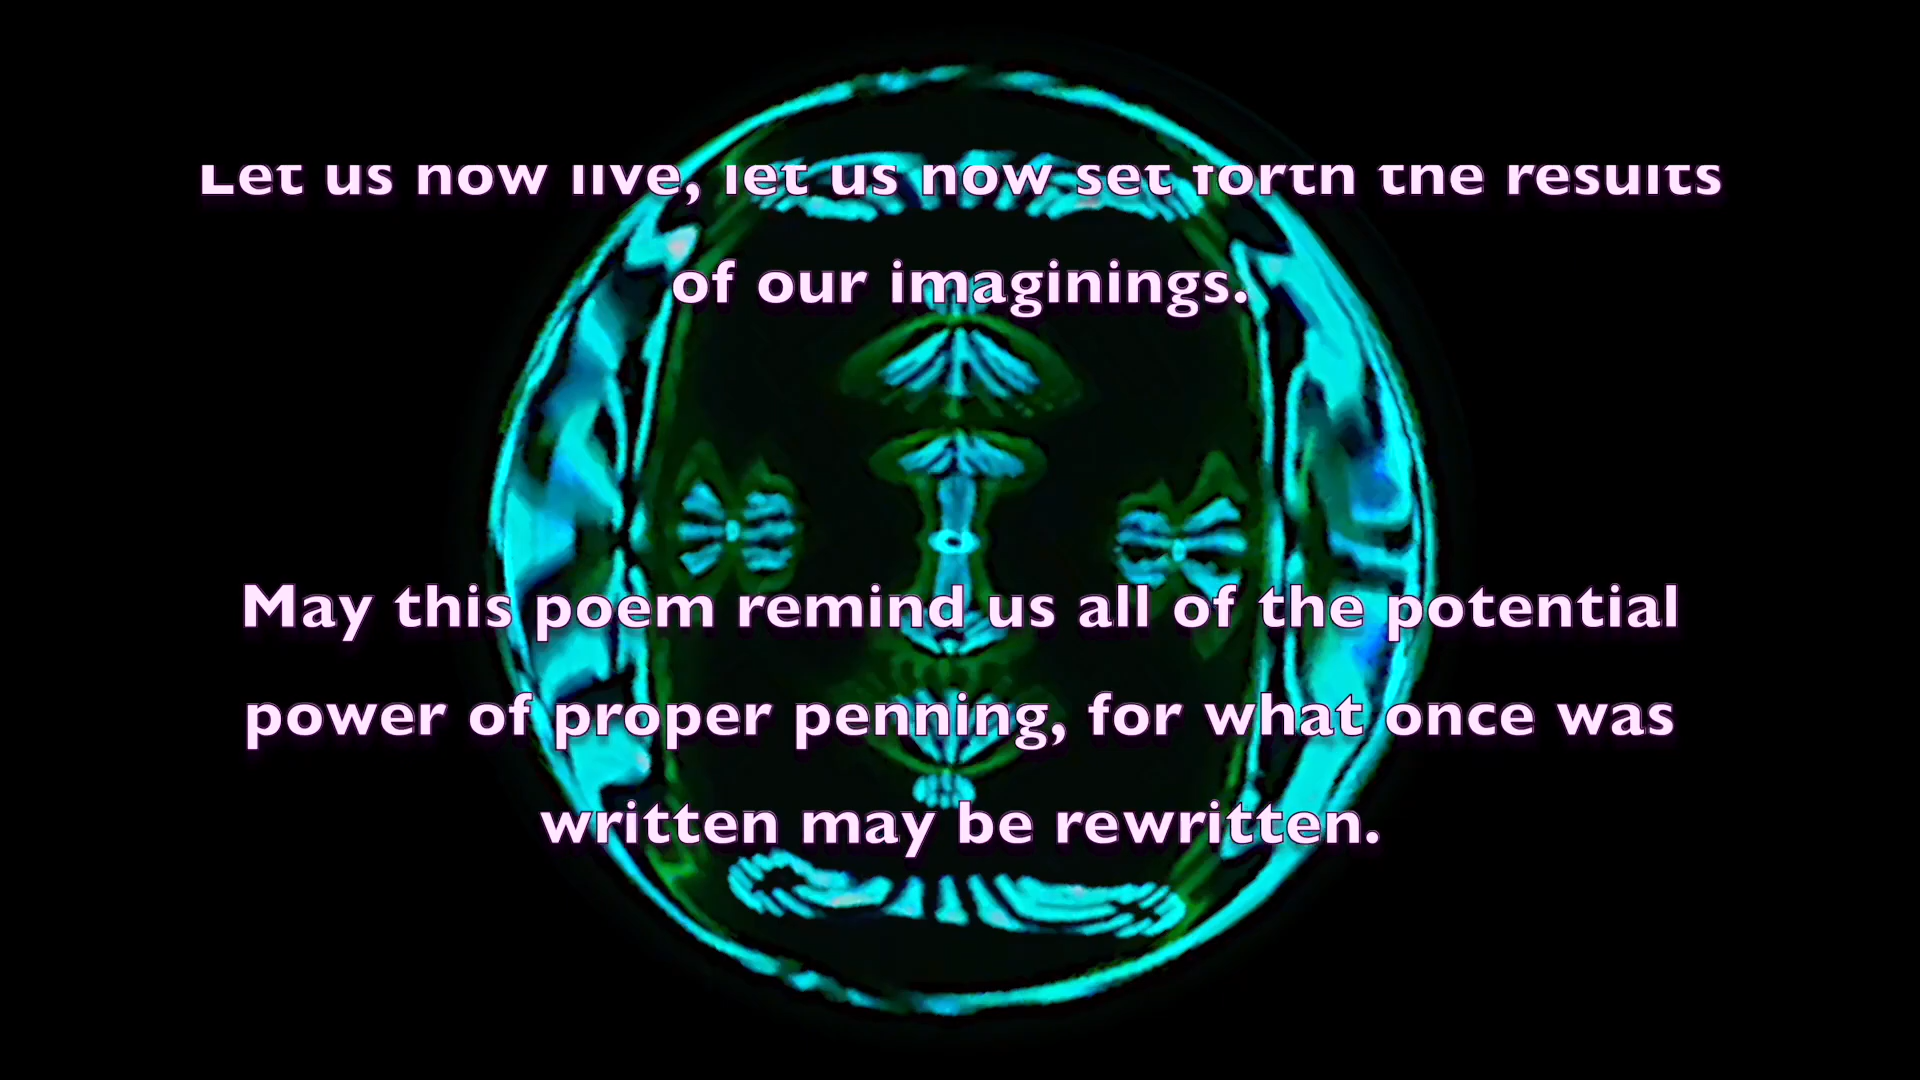 Let us now live, let us now set forth the results
of our imaginings.
May this poem remind us all of the potential
power of proper penning, for what once was
written may be rewritten.